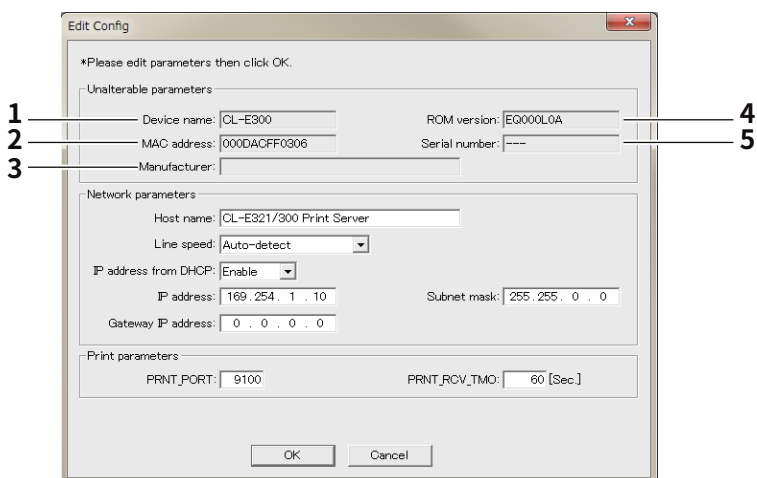 Edit Config
*Please edit parameters then click OK.
Unalterable parameters
1 Device name: CL-E300 ROM version: EQ000L0A 4
2 MAC address: 000DACFF0306 Serial number: --- 5
3 Manufacturer:
Network parameters
Host name: CL-E321/300 Print Server
Line speed: Auto-detect
IP address from DHCP: Enable
IP address: 169.254. 1 . 10 Subnet mask: 255.255. 0 . 0
Gateway IP address: 0 . 0 . 0 . 0
Print parameters
PRNT_PORT: 9100 PRNT_RCV_TMO: 60 [Sec.]
OK Cancel